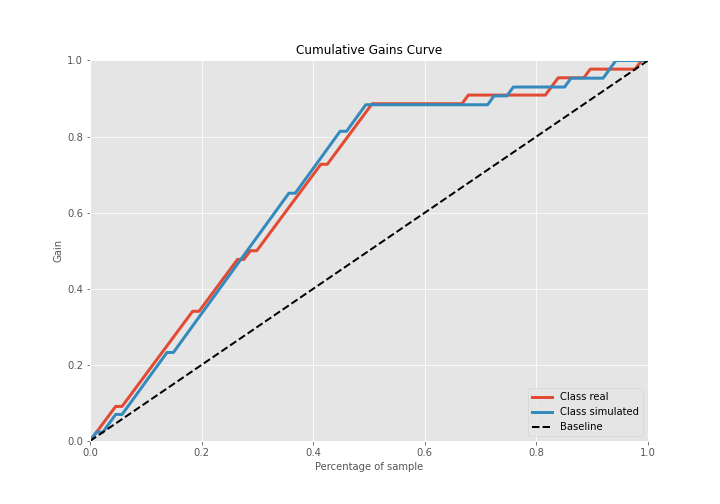 Cumulative Gains Curve
1.0
0.8
0.6
0.4
0.2
0.0
Gain
0.0 0.2 0.4 0.6 0.8 1.0
Percentage of sample
Class real
Class simulated
Baseline